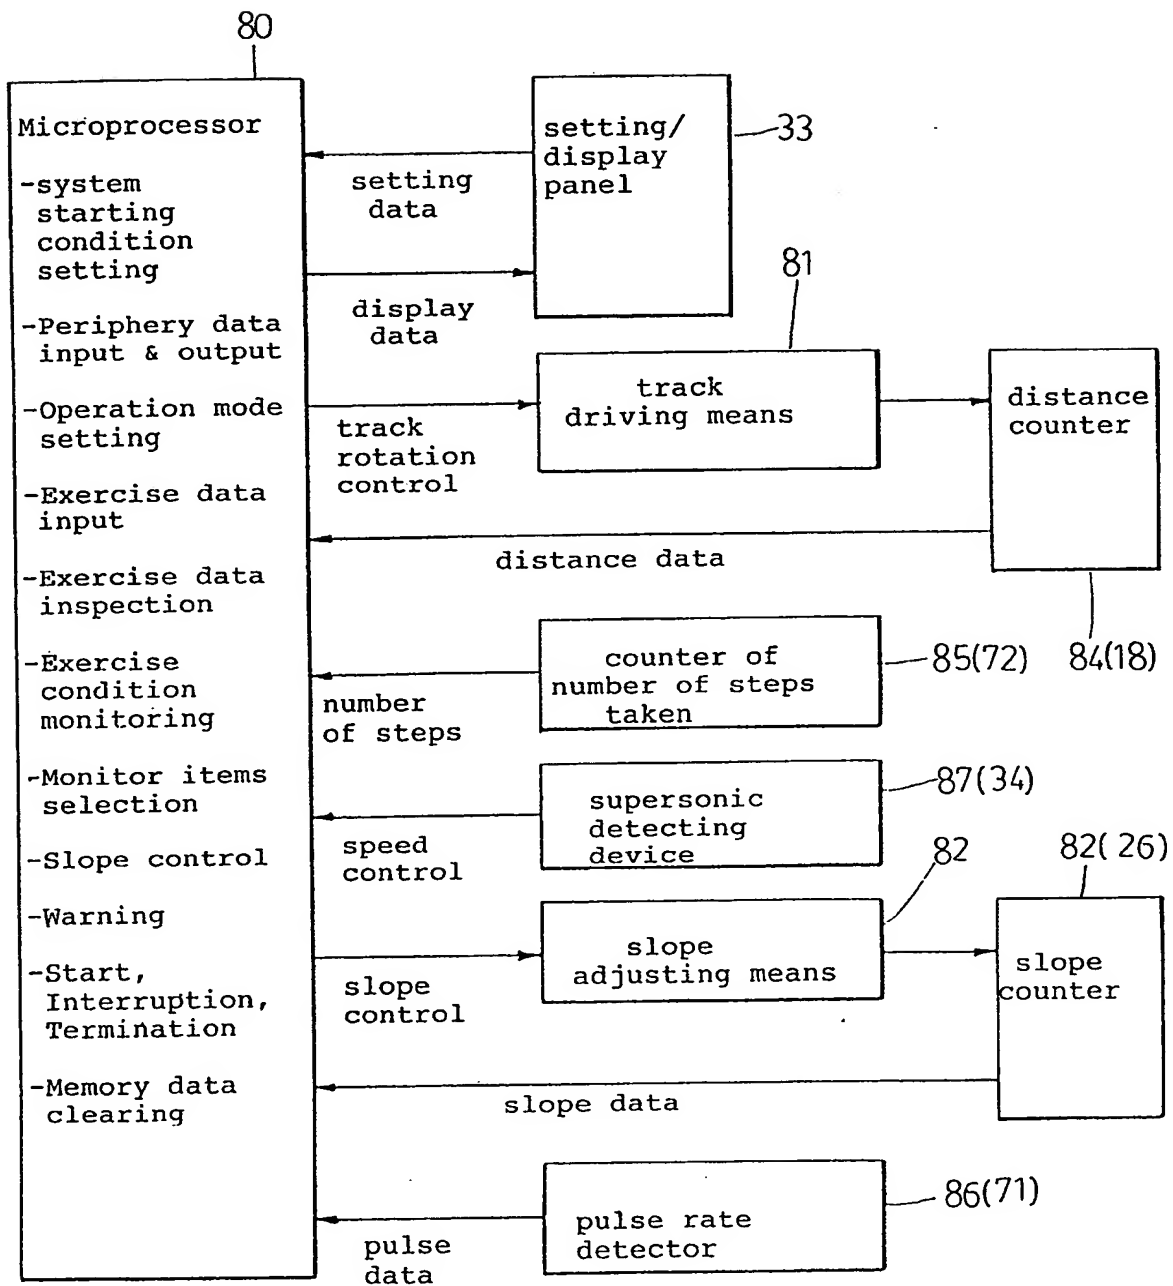 80
Microprocessor
-system
starting
condition
setting
-Periphery data
input & output
-Operation mode
setting
-Exercise data
input
-Exercise data
inspection
-Exercise
condition
monitoring
-Monitor items
selection
-Slope control
-Warning
-Start,
Interruption,
Termination
-Memory data
clearing
setting
data
display
data
setting/
display
panel
33
track
rotation
control
81
track
driving means
distance
counter
84(18)
distance data
number
of steps
counter of
number of steps
taken
85(72)
speed
control
supersonic
detecting
device
87(34)
slope
control
82
slope
adjusting means
82(26)
slope
counter
slope data
pulse
data
pulse rate
detector
86(71)